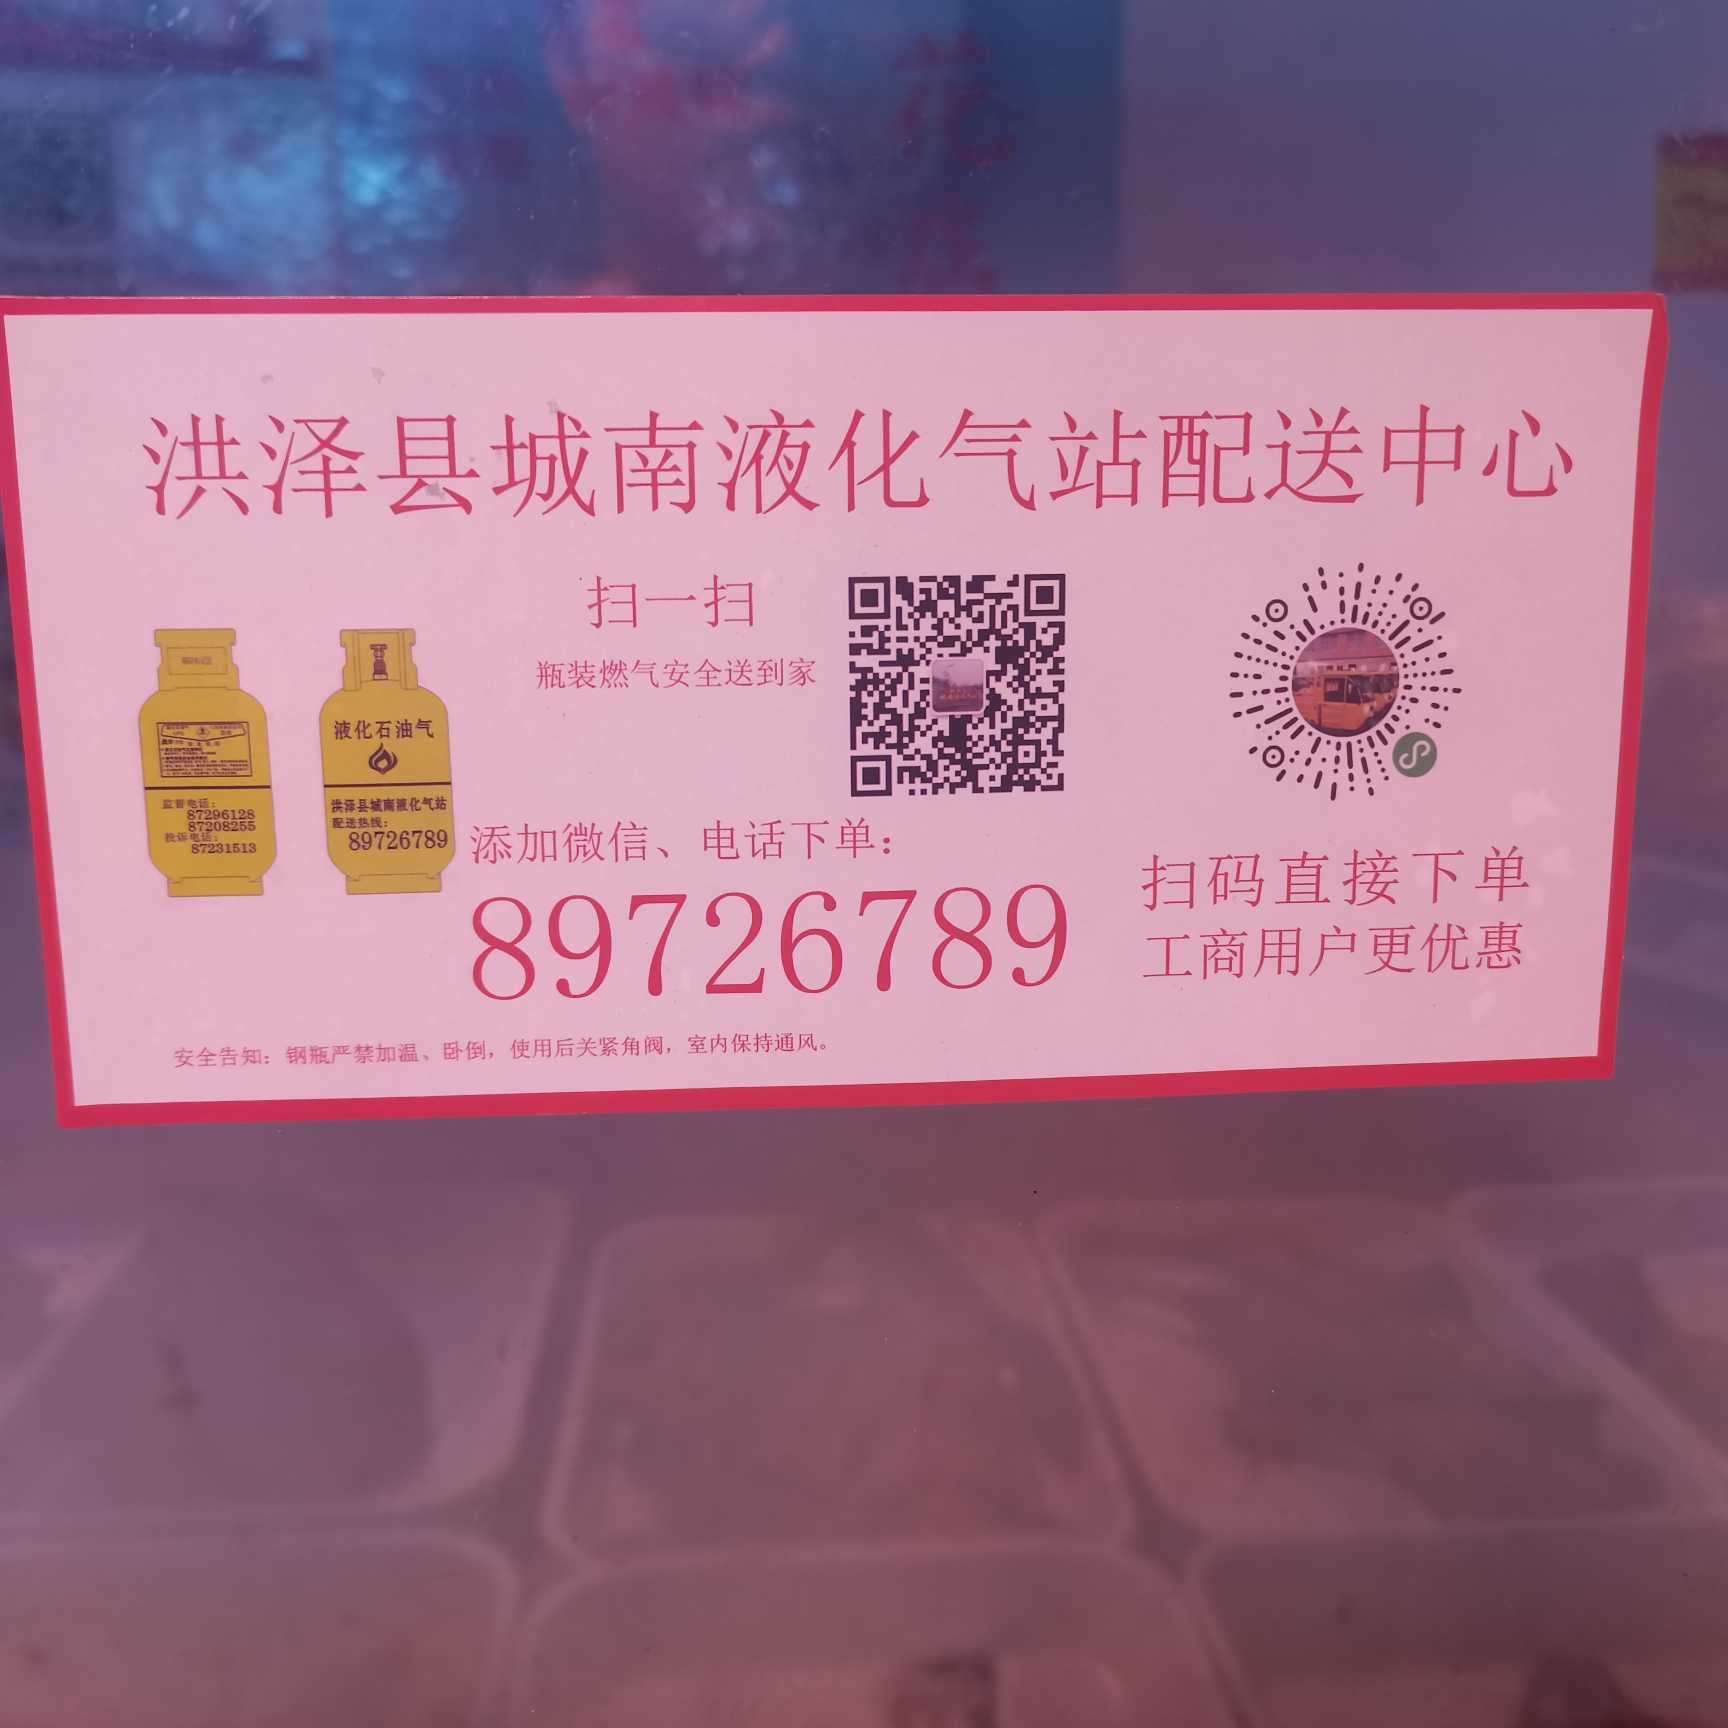 洪泽县城南液化气站配送中心
扫一扫
瓶装燃气安全送到家
液化石油气
洪泽县城南液化气站
配送热线：
89726789
监督电话：
87296128
87208255
投诉电话：
87231513
添加微信、电话下单：
89726789
扫码直接下单
工商用户更优惠
安全告知：钢瓶严禁加温、卧倒，使用后关紧角阀，室内保持通风。